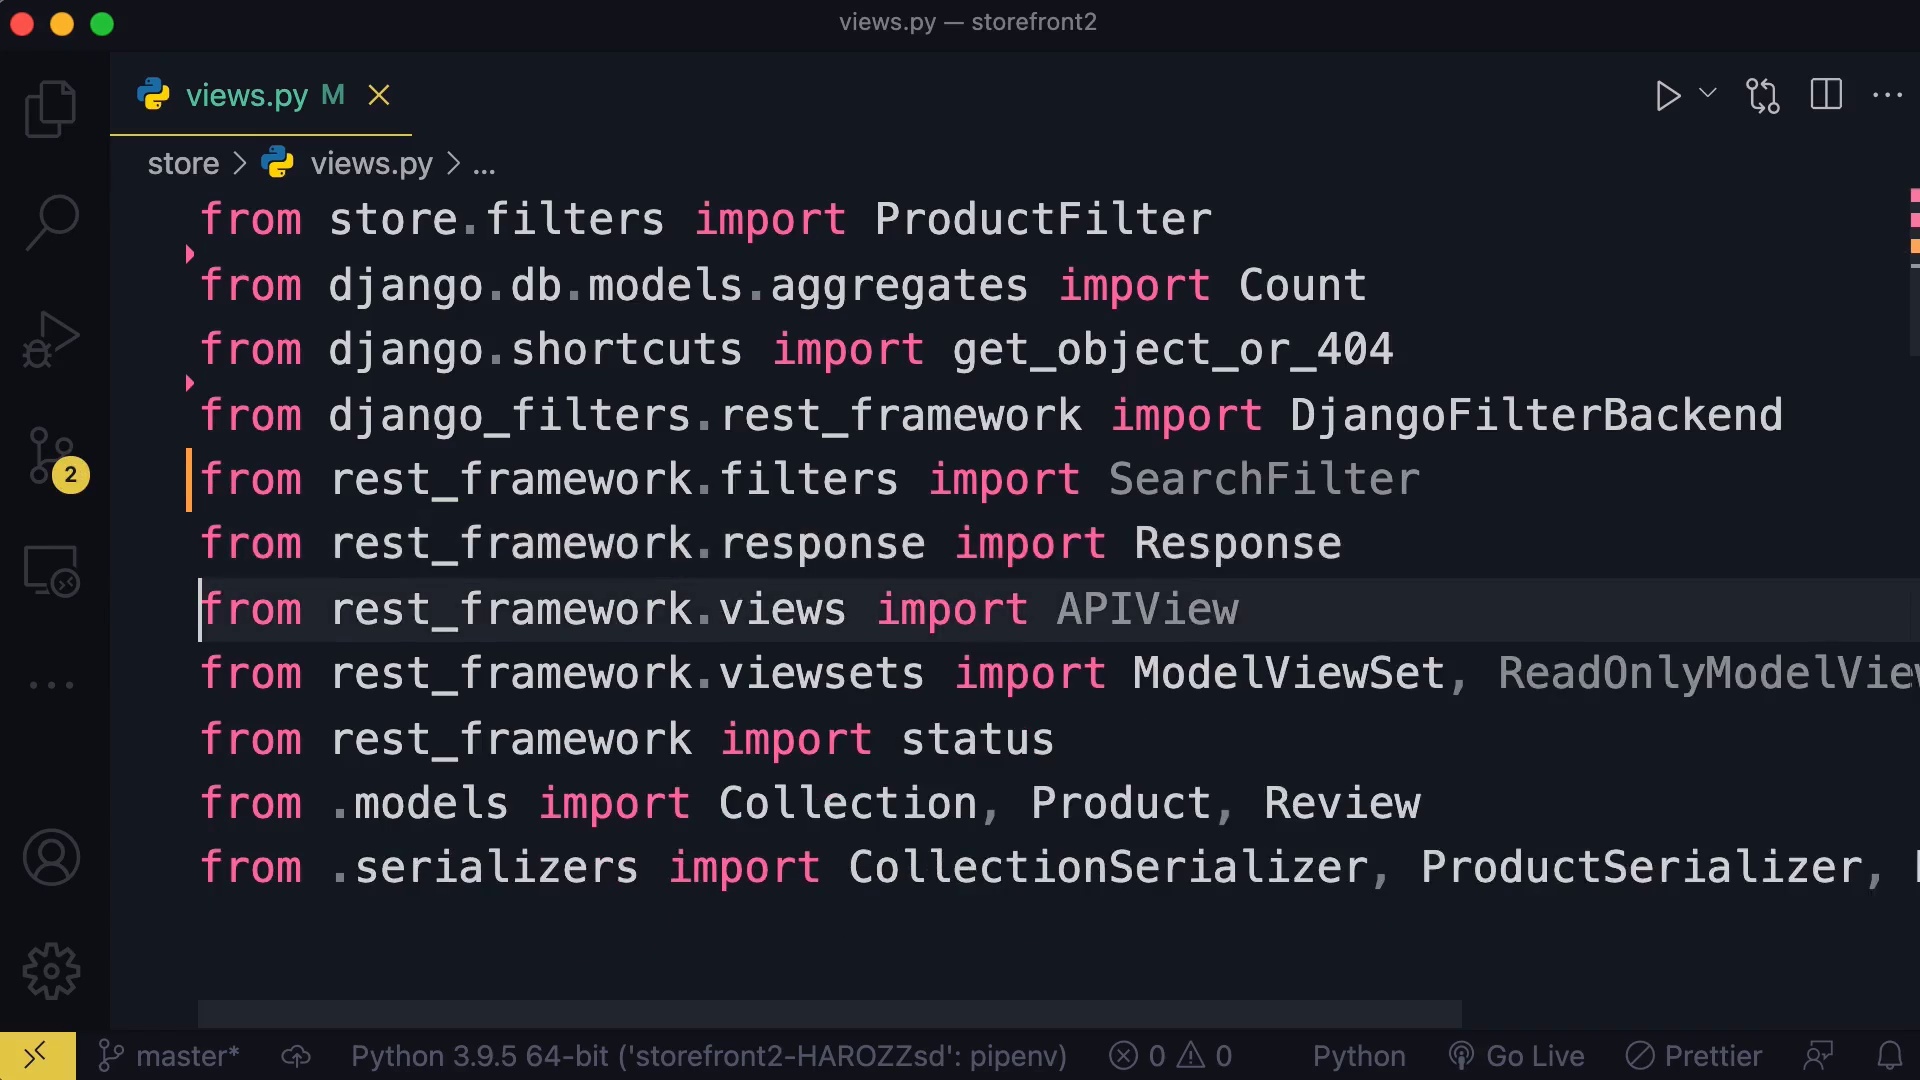 views.py — storefront2
views.py M
store > views.py > ...
from store.filters import ProductFilter
from django.db.models.aggregates import Count
from django.shortcuts import get_object_or_404
from django_filters.rest_framework import DjangoFilterBackend
from rest_framework.filters import SearchFilter
from rest_framework.response import Response
from rest_framework.views import APIView
from rest_framework.viewsets import ModelViewSet, ReadOnlyModelView
from rest_framework import status
from .models import Collection, Product, Review
from .serializers import CollectionSerializer, ProductSerializer,
2
master* Python 3.9.5 64-bit ('storefront2-HAROZZsd': pipenv) 0 0 Python Go Live Prettier